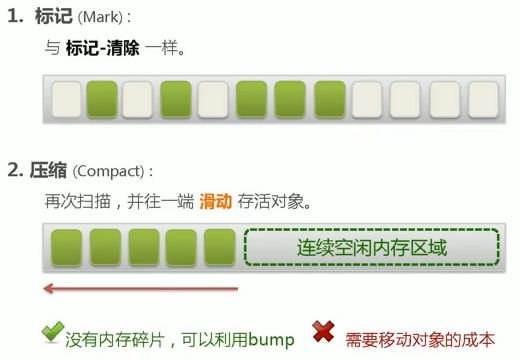 1. 标记 (Mark) :
与 标记-清除 一样。
2. 压缩 (Compact) :
再次扫描，并往一端 滑动 存活对象。
连续空闲内存区域
没有内存碎片，可以利用bump 需要移动对象的成本